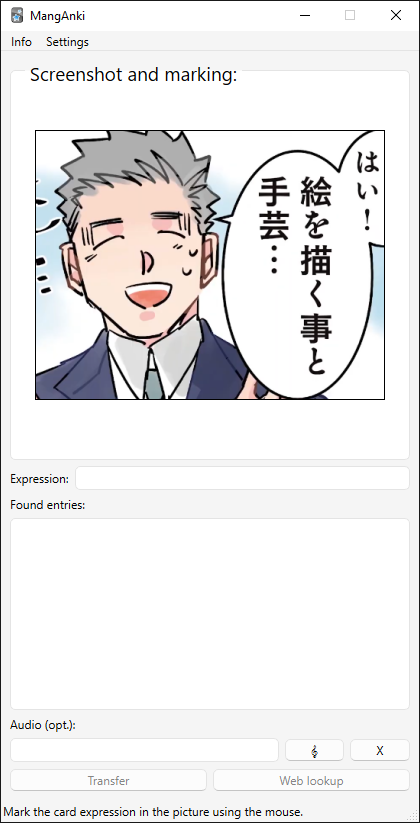 MangAnki
Info Settings
Screenshot and marking:
はい！
絵を描く事と
手芸…
Expression:
Found entries:
Audio (opt.):
X
Transfer
Web lookup
Mark the card expression in the picture using the mouse.